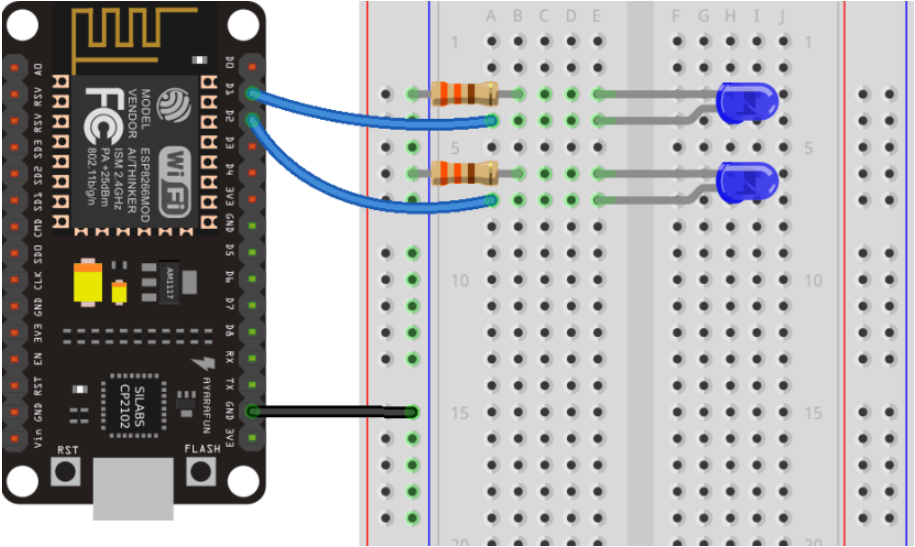 A0
RSV
RSV
SD3
SD2
SD1
CMD
SD0
CLK
GND
3V3
EN
RST
GND
Vin
FC
MODEL ESP8266MOD
VENDOR AI/THINKER
ISM 2.4GHz
PA +25dBm
802.11b/g/n
Wi Fi
AM1117
SILABS
CP2102
AYARAFUN
RST
FLASH
D0
D1
D2
D3
D4
3V3
GND
D5
D6
D7
D8
RX
TX
GND
3V3
A B C D E F G H I J
1 1
5 5
10 10
15 15
20 20